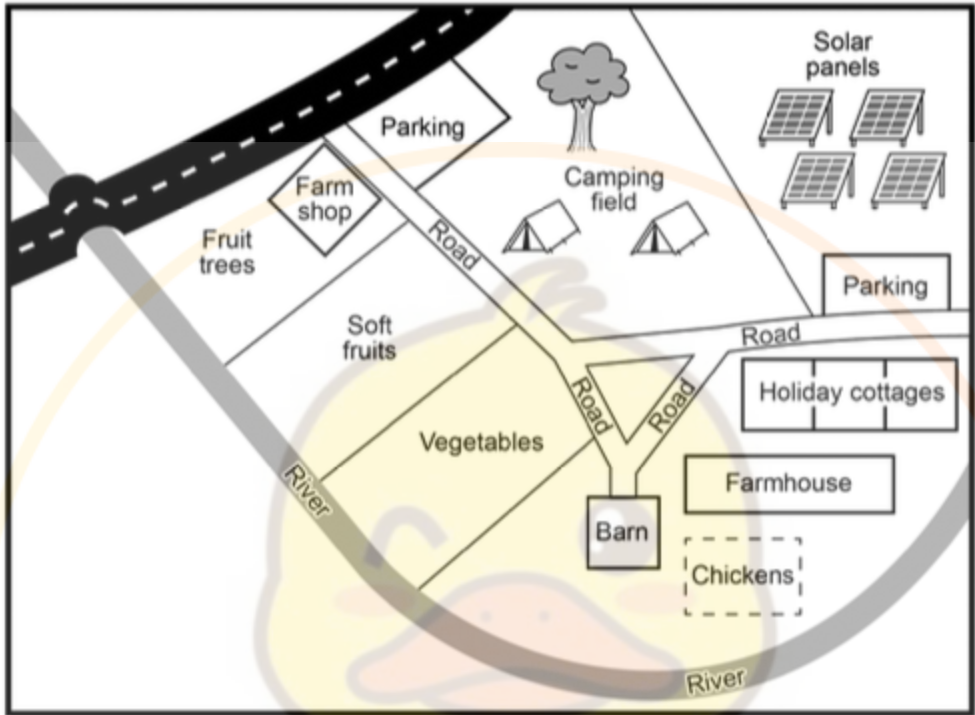 Solar
panels
Parking
Farm
shop
Camping
field
Fruit
trees
Road
Parking
Soft
fruits
Road
Holiday cottages
Road
Road
Vegetables
Farmhouse
River
Barn
Chickens
River